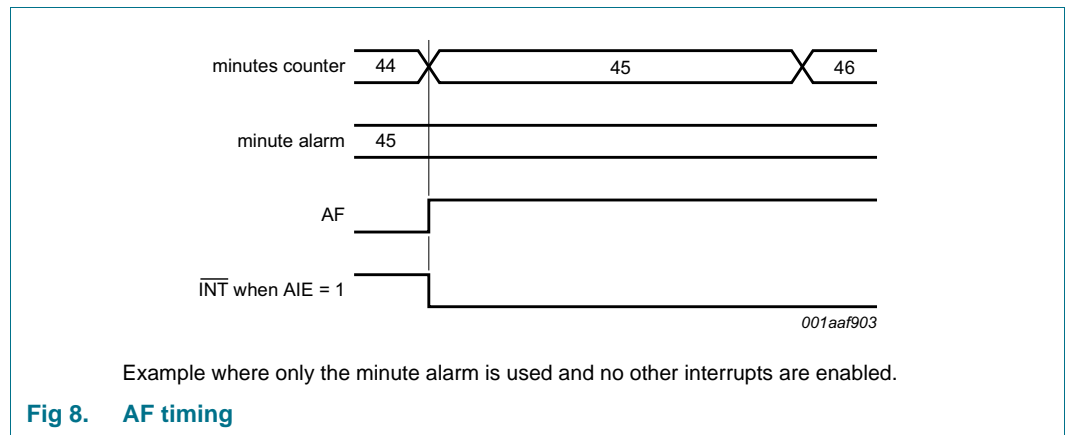 minutes counter 44 45 46
minute alarm 45
AF
INT when AIE = 1
001aaf903
Example where only the minute alarm is used and no other interrupts are enabled.
Fig 8. AF timing